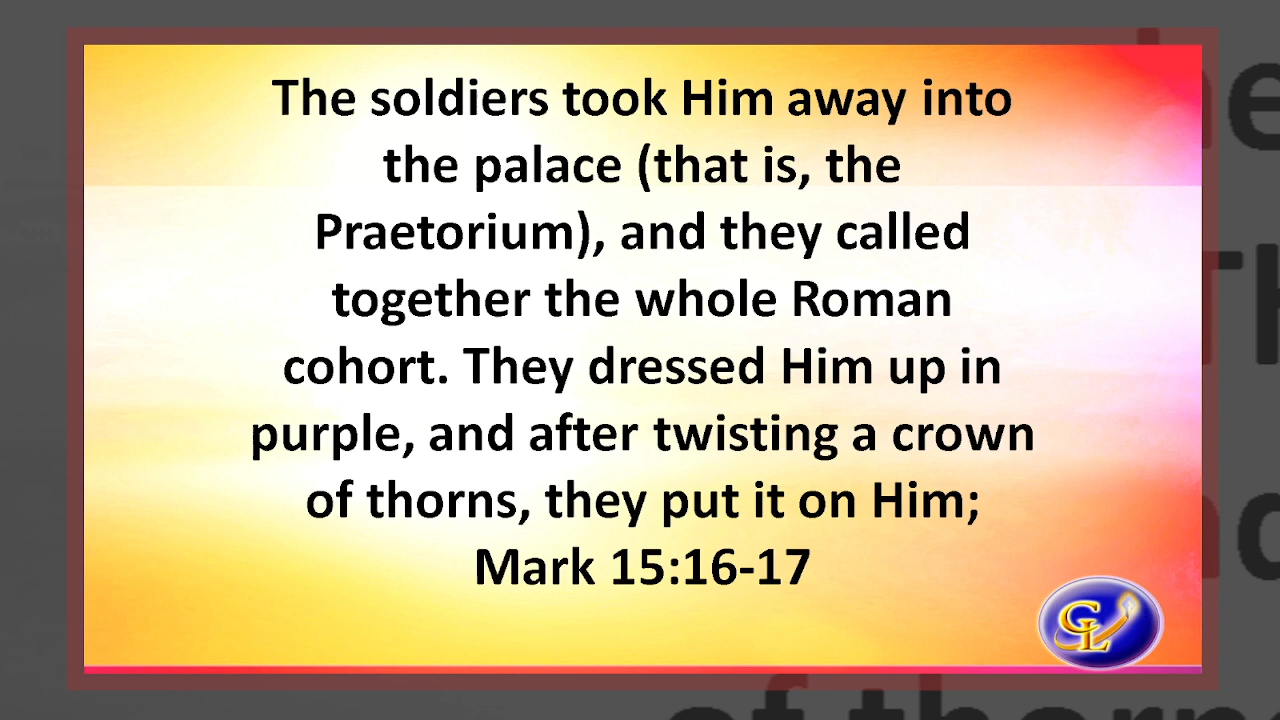 The soldiers took Him away into
the palace (that is, the
Praetorium), and they called
together the whole Roman
cohort. They dressed Him up in
purple, and after twisting a crown
of thorns, they put it on Him;
Mark 15:16-17
GL